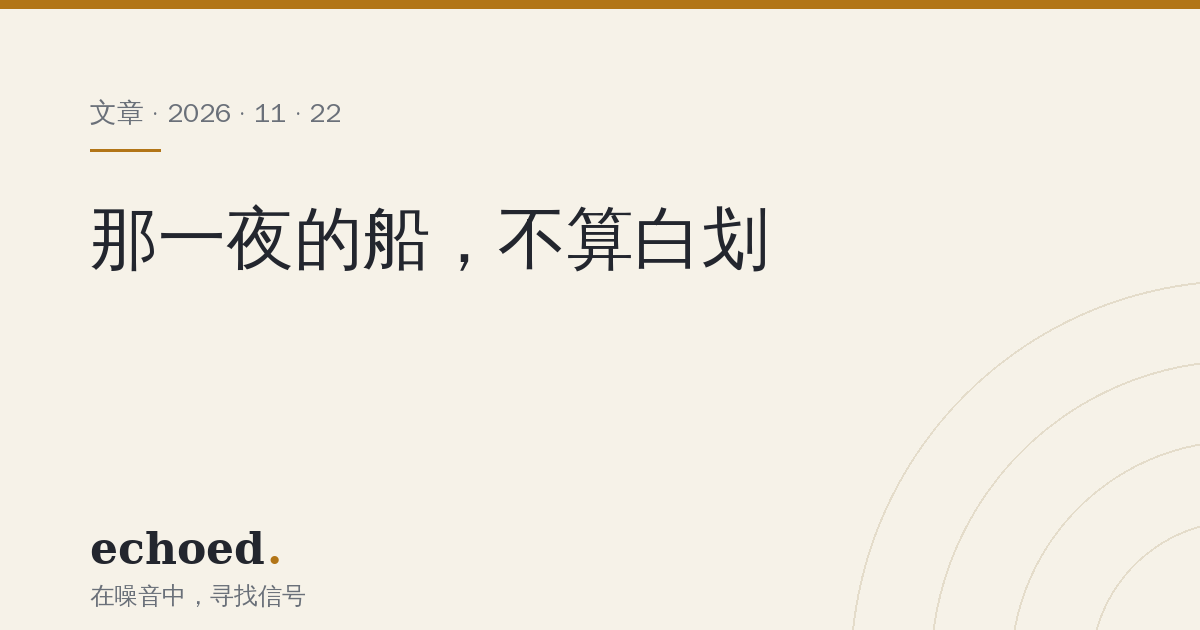 文章 · 2026 · 11 · 22
那一夜的船，不算白划
echoed.
在噪音中，寻找信号